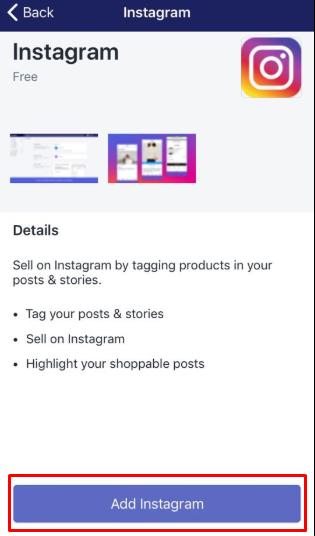 Back
Instagram
Instagram
Free
Details
Sell on Instagram by tagging products in your
posts & stories.
• Tag your posts & stories
• Sell on Instagram
• Highlight your shoppable posts
Add Instagram